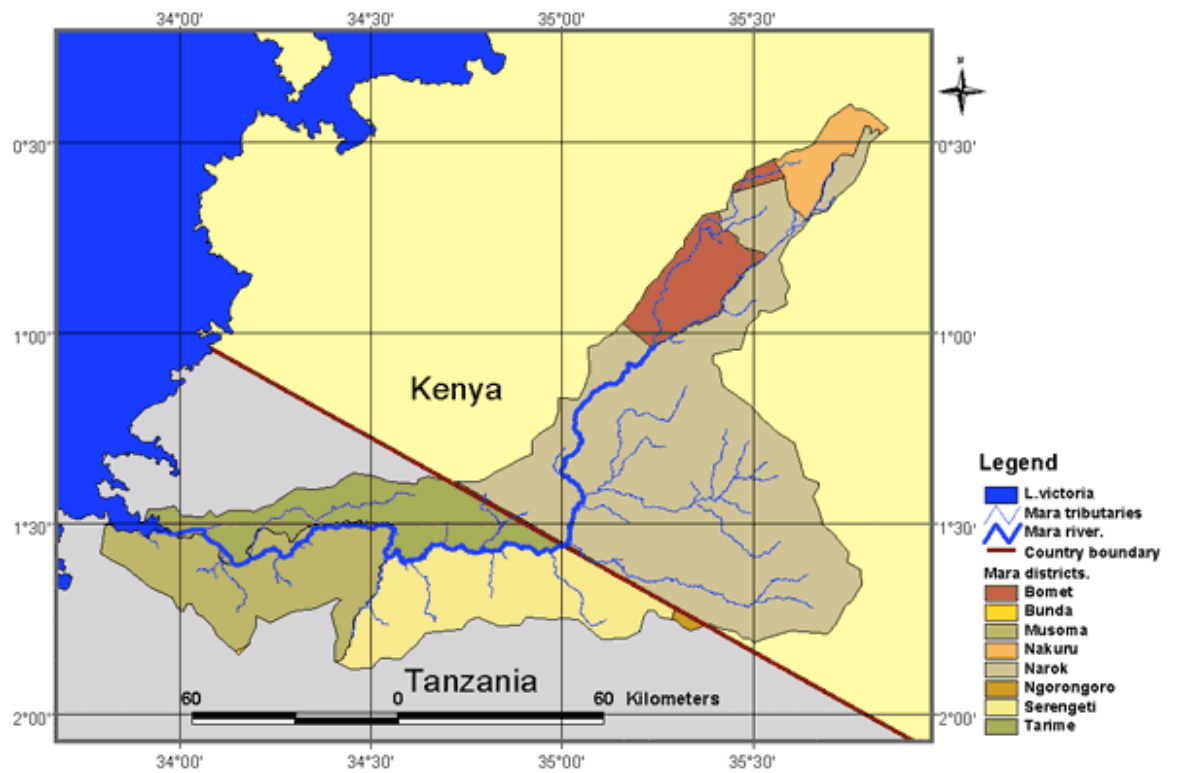 34°00' 34°30' 35°00' 35°30'
N
0°30' 0°30'
1°00' 1°00'
Kenya
1°30' 1°30'
Tanzania
60 0 60 Kilometers
2°00' 2°00'
34°00' 34°30' 35°00' 35°30'
Legend
L.victoria
Mara tributaries
Mara river.
Country boundary
Mara districts.
Bomet
Bunda
Musoma
Nakuru
Narok
Ngorongoro
Serengeti
Tarime